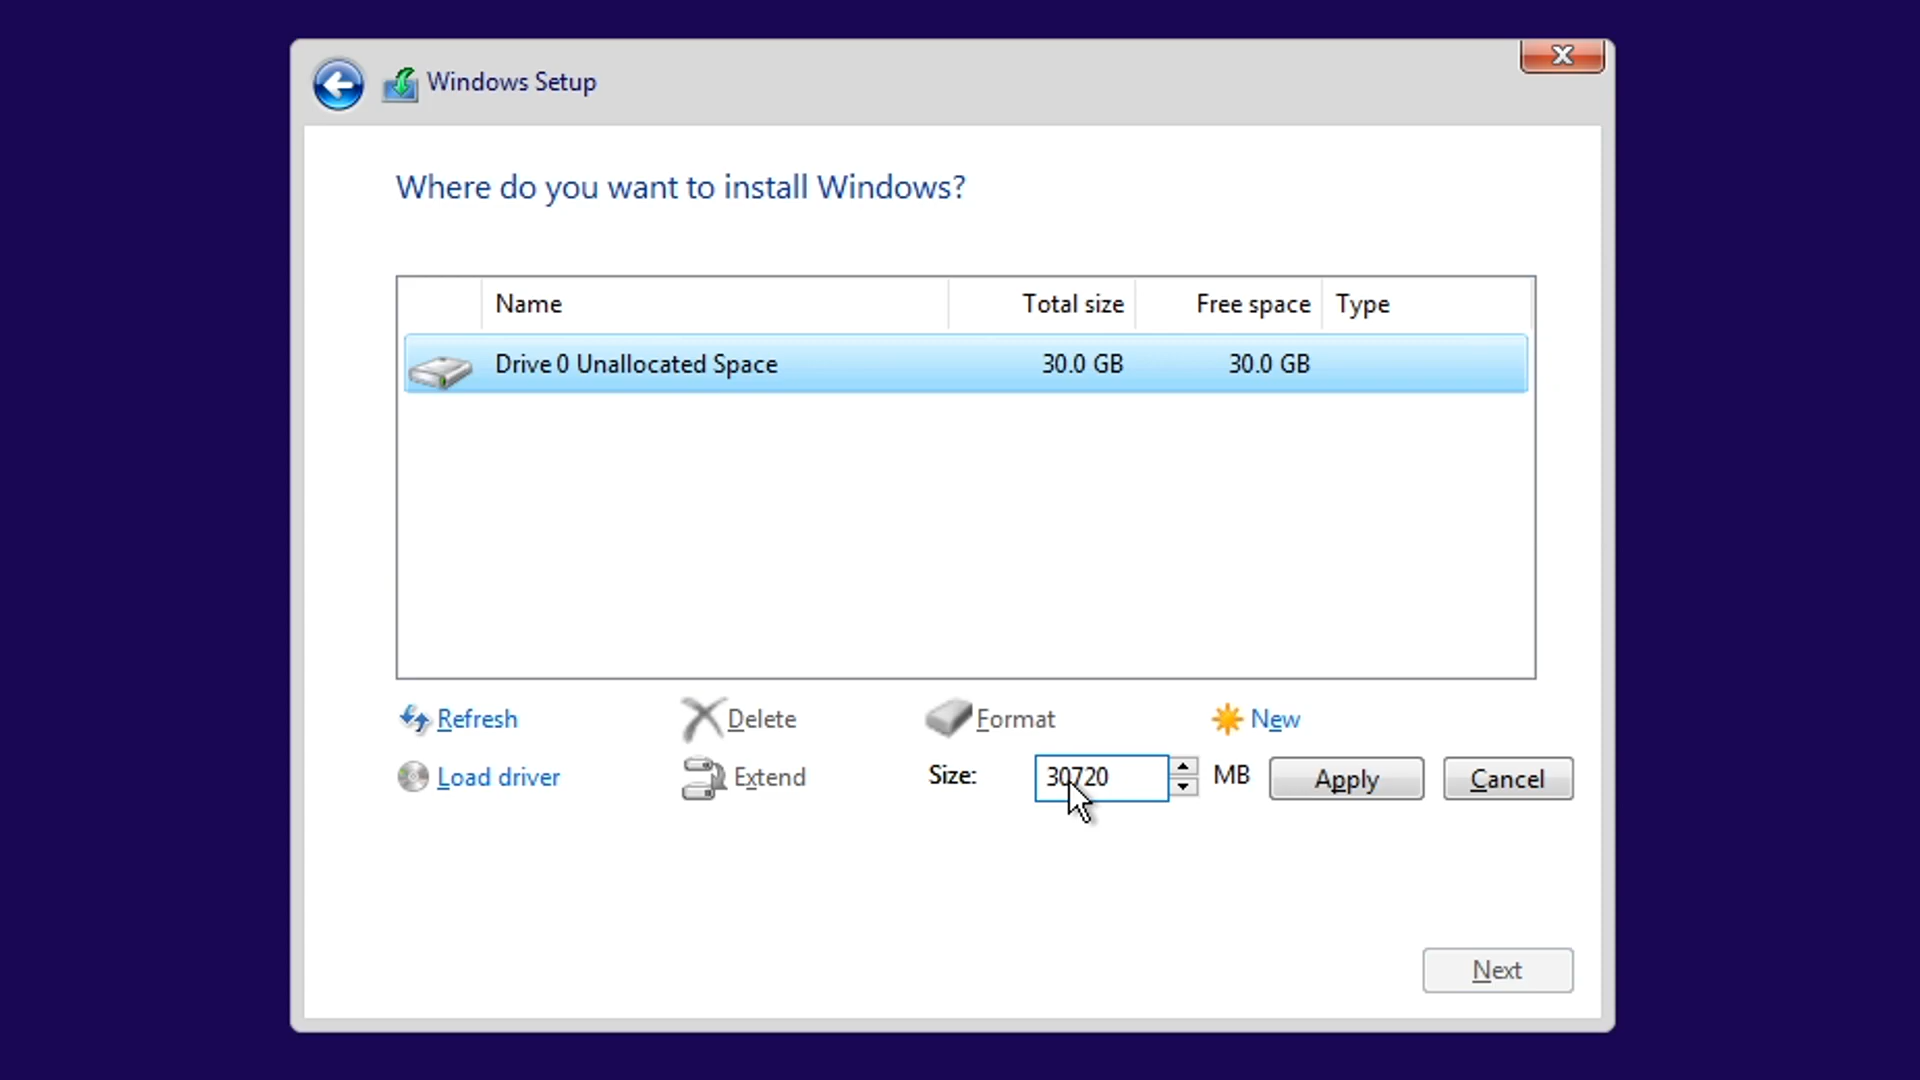 Windows Setup
X
Where do you want to install Windows?
Name Total size Free space Type
Drive 0 Unallocated Space 30.0 GB 30.0 GB
Refresh Delete Format New
Load driver Extend Size: 30720 MB Apply Cancel
Next